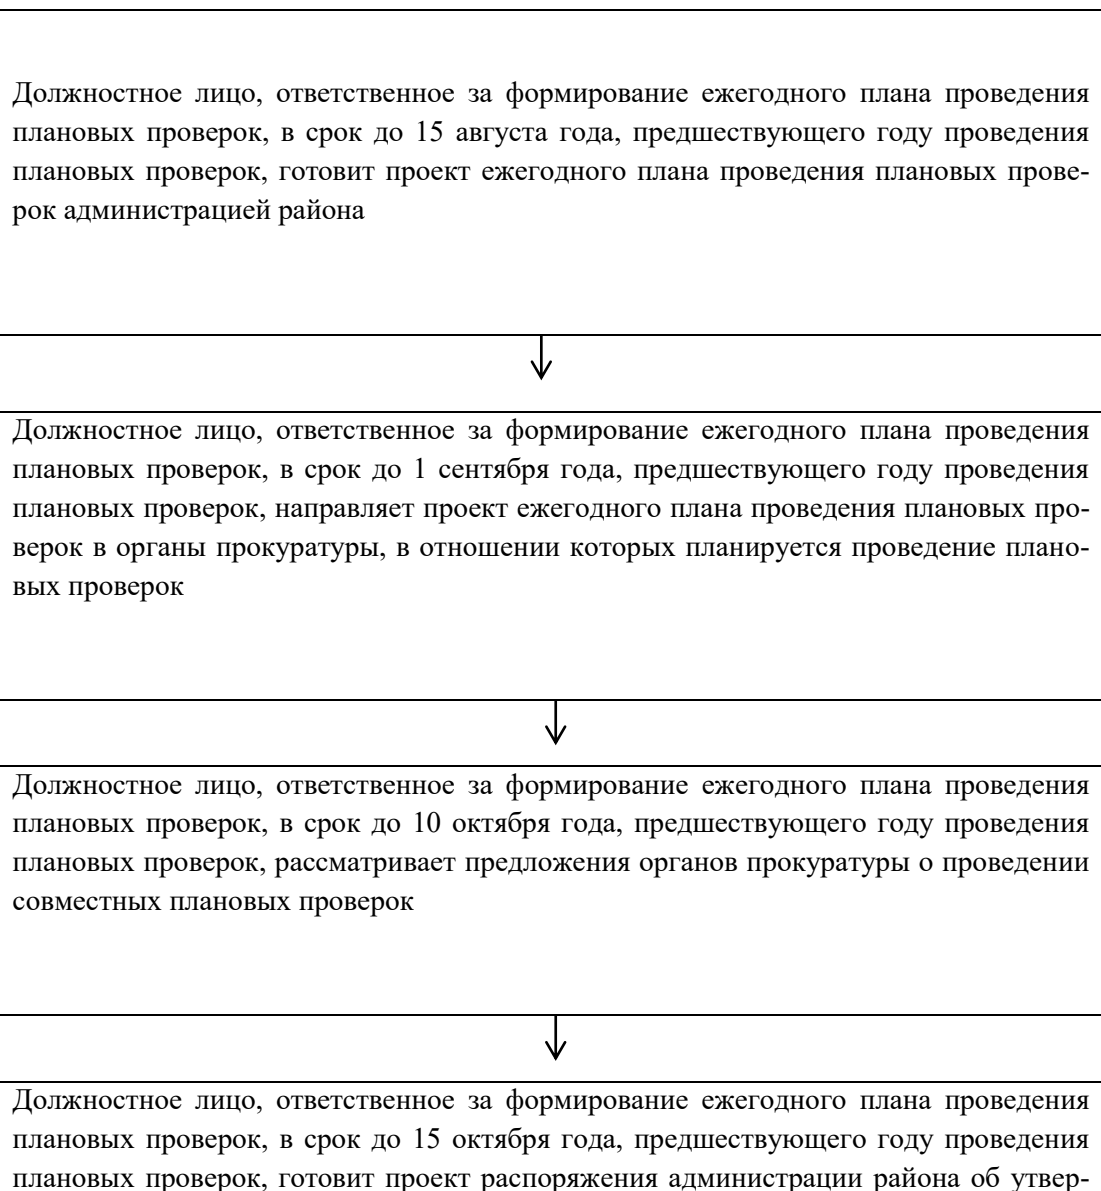 Должностное лицо, ответственное за формирование ежегодного плана проведения
плановых проверок, в срок до 15 августа года, предшествующего году проведения
плановых проверок, готовит проект ежегодного плана проведения плановых прове-
рок администрацией района
Должностное лицо, ответственное за формирование ежегодного плана проведения
плановых проверок, в срок до 1 сентября года, предшествующего году проведения
плановых проверок, направляет проект ежегодного плана проведения плановых про-
верок в органы прокуратуры, в отношении которых планируется проведение плано-
вых проверок
Должностное лицо, ответственное за формирование ежегодного плана проведения
плановых проверок, в срок до 10 октября года, предшествующего году проведения
плановых проверок, рассматривает предложения органов прокуратуры о проведении
совместных плановых проверок
Должностное лицо, ответственное за формирование ежегодного плана проведения
плановых проверок, в срок до 15 октября года, предшествующего году проведения
плановых проверок, готовит проект распоряжения администрации района об утвер-